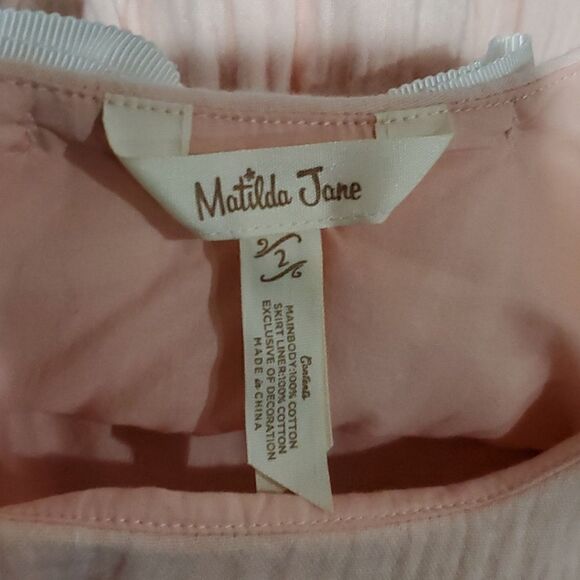 Matilda Jane
2
Contents
MAINBODY:100% COTTON
SKIRT LINER:100% COTTON
EXCLUSIVE OF DECORATION
MADE in CHINA